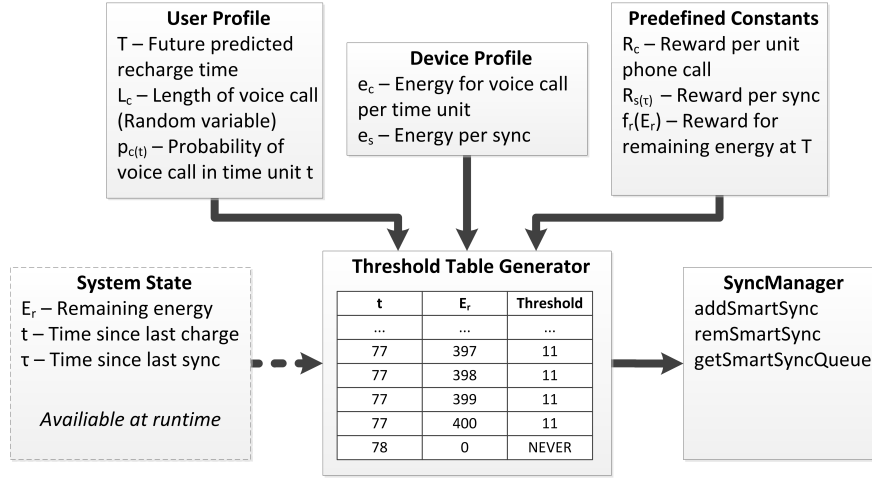 User Profile
T – Future predicted
recharge time
Lc – Length of voice call
(Random variable)
pc(t) – Probability of
voice call in time unit t
Device Profile
ec – Energy for voice call
per time unit
es – Energy per sync
Predefined Constants
Rc – Reward per unit
phone call
Rs(τ) – Reward per sync
fr(Er) – Reward for
remaining energy at T
System State
Er – Remaining energy
t – Time since last charge
τ – Time since last sync
Availiable at runtime
Threshold Table Generator
t Er Threshold
... ... ...
77 397 11
77 398 11
77 399 11
77 400 11
78 0 NEVER
SyncManager
addSmartSync
remSmartSync
getSmartSyncQueue